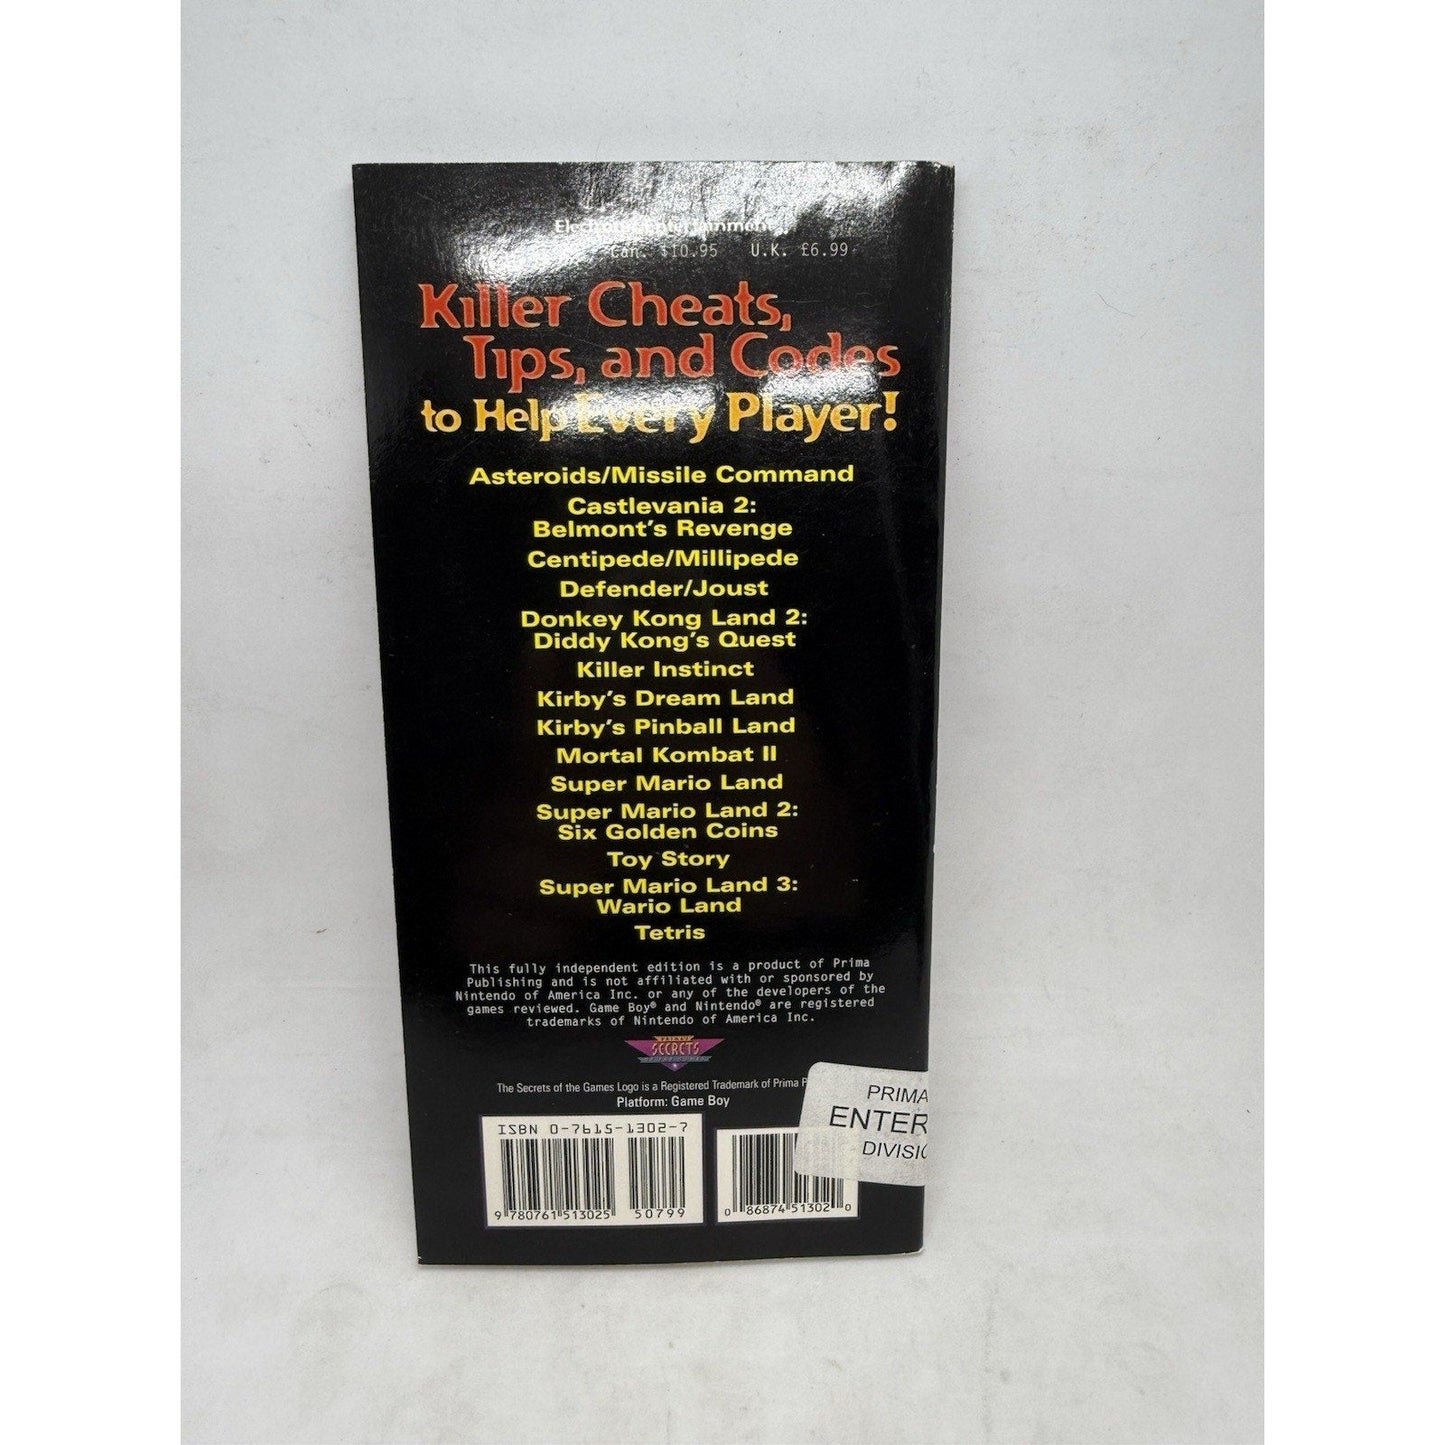 Electronic Entertainment
Can. $10.95 U.K. £6.99
Killer Cheats,
Tips, and Codes
to Help Every Player!
Asteroids/Missile Command
Castlevania 2:
Belmont's Revenge
Centipede/Millipede
Defender/Joust
Donkey Kong Land 2:
Diddy Kong's Quest
Killer Instinct
Kirby's Dream Land
Kirby's Pinball Land
Mortal Kombat II
Super Mario Land
Super Mario Land 2:
Six Golden Coins
Toy Story
Super Mario Land 3:
Wario Land
Tetris
This fully independent edition is a product of Prima
Publishing and is not affiliated with or sponsored by
Nintendo of America Inc. or any of the developers of the
games reviewed. Game Boy® and Nintendo® are registered
trademarks of Nintendo of America Inc.
SECRETS
The Secrets of the Games Logo is a Registered Trademark of Prima P
Platform: Game Boy
PRIMA
ENTER
DIVISIO
ISBN 0-7615-1302-7
9 780761 513025 50799
0 86874 51302 0